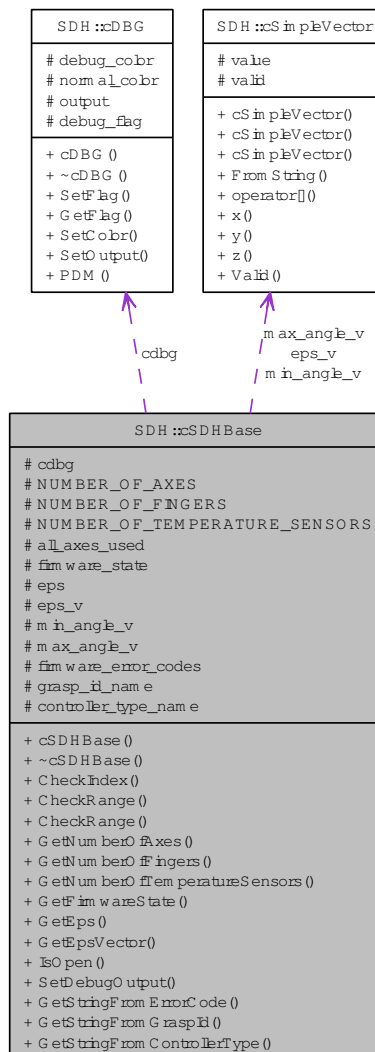 SDH::cDBG
# debug_color
# normal_color
# output
# debug_flag
+ cDBG()
+ ~cDBG()
+ SetFlag()
+ GetFlag()
+ SetColor()
+ SetOutput()
+ PDM()
SDH::cSimpleVector
# value
# valid
+ cSimpleVector()
+ cSimpleVector()
+ cSimpleVector()
+ FromString()
+ operator[]()
+ x()
+ y()
+ z()
+ Valid()
cdbg
max_angle_v
eps_v
min_angle_v
SDH::cSDHBase
# cdbg
# NUMBER_OF_AXES
# NUMBER_OF_FINGERS
# NUMBER_OF_TEMPERATURE_SENSORS
# all_axes_used
# firmware_state
# eps
# eps_v
# min_angle_v
# max_angle_v
# firmware_error_codes
# grasp_id_name
# controller_type_name
+ cSDHBase()
+ ~cSDHBase()
+ CheckIndex()
+ CheckRange()
+ CheckRange()
+ GetNumberOfAxes()
+ GetNumberOfFingers()
+ GetNumberOfTemperatureSensors()
+ GetFirmwareState()
+ GetEps()
+ GetEpsVector()
+ IsOpen()
+ SetDebugOutput()
+ GetStringFromErrorCode()
+ GetStringFromGraspId()
+ GetStringFromControllerType()